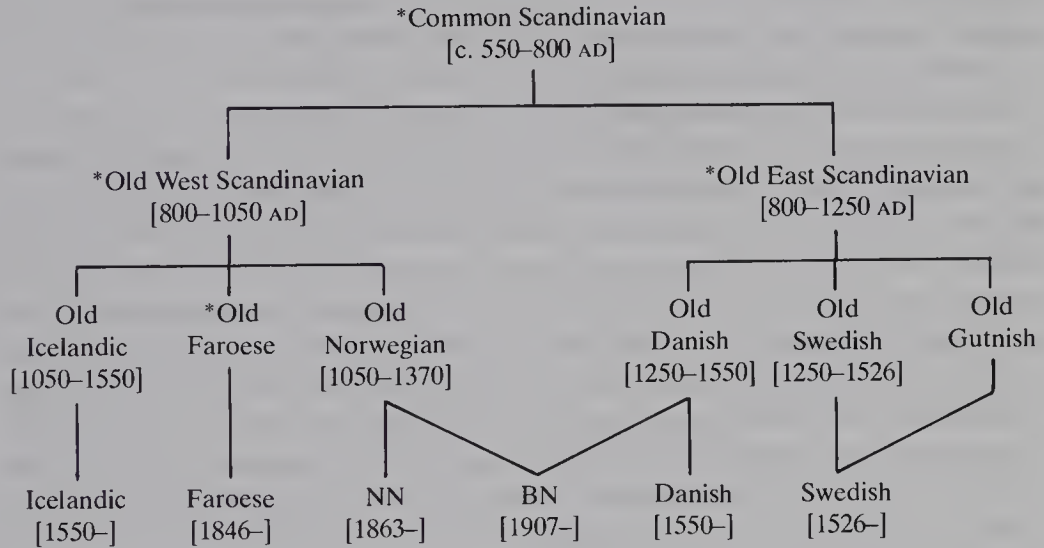 *Common Scandinavian
[c. 550–800 AD]
*Old West Scandinavian
[800–1050 AD]
*Old East Scandinavian
[800–1250 AD]
Old
Icelandic
[1050–1550]
*Old
Faroese
Old
Norwegian
[1050–1370]
Old
Danish
[1250–1550]
Old
Swedish
[1250–1526]
Old
Gutnish
Icelandic
[1550–]
Faroese
[1846–]
NN
[1863–]
BN
[1907–]
Danish
[1550–]
Swedish
[1526–]